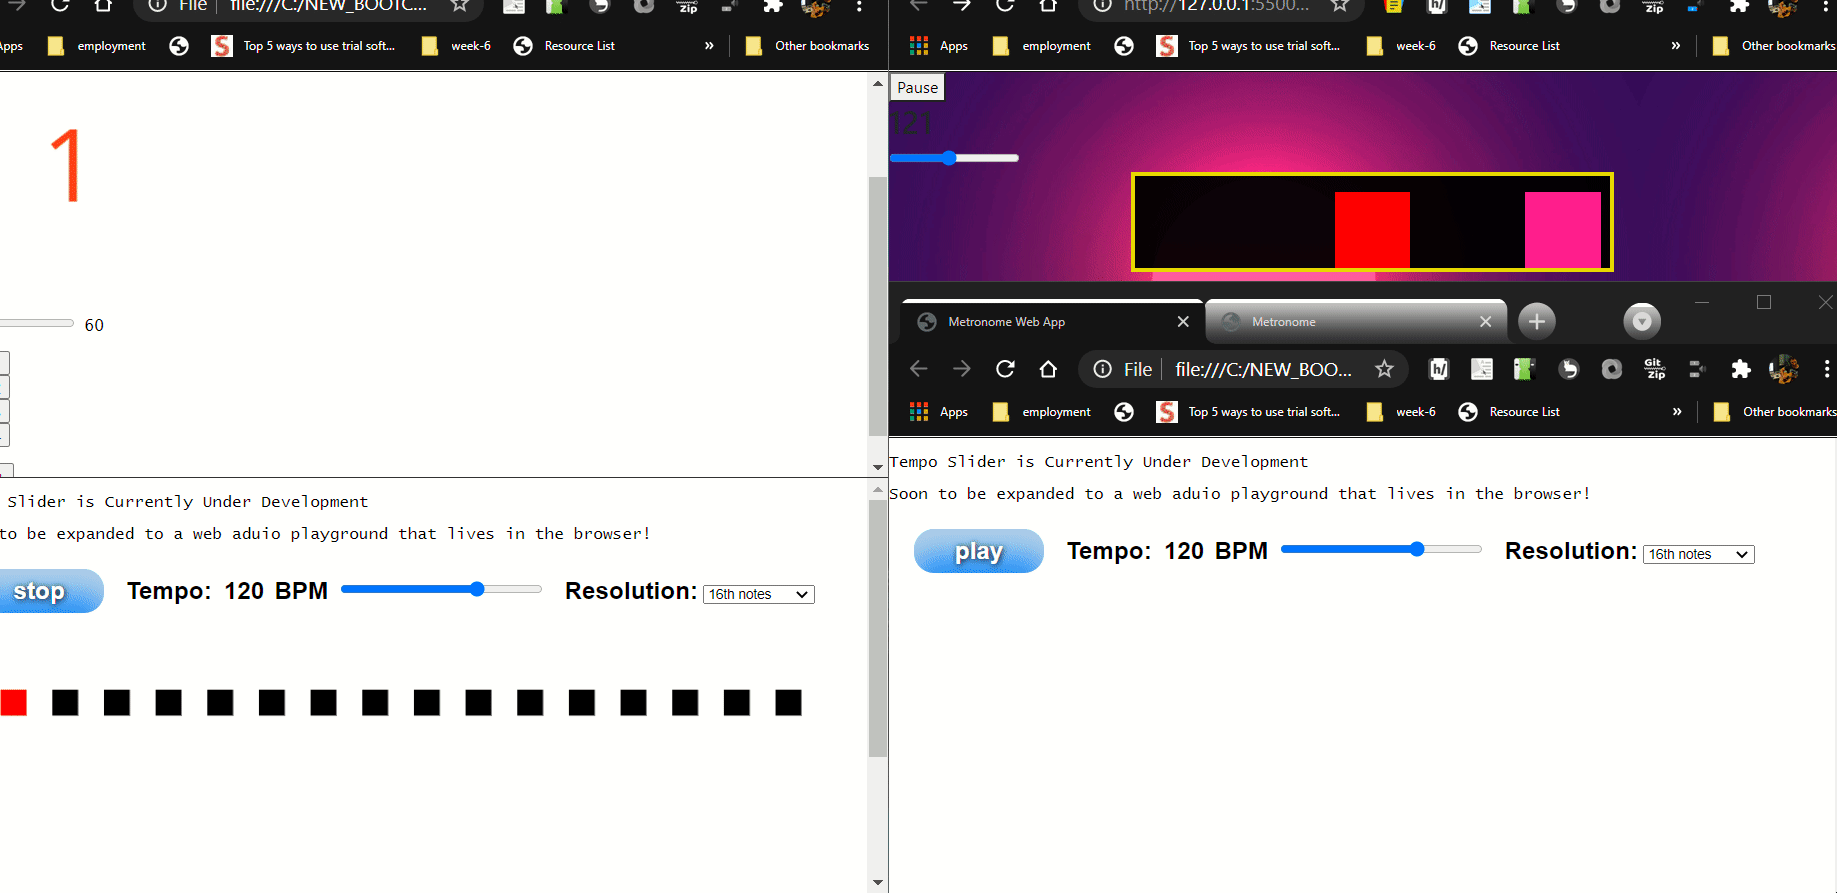 File file:///C:/NEW_BOOTC...
Apps employment Top 5 ways to use trial soft... week-6 Resource List » Other bookmarks
1
60
Slider is Currently Under Development
to be expanded to a web aduio playground that lives in the browser!
stop Tempo: 120 BPM Resolution: 16th notes
http://127.0.0.1:5500...
zip
Apps employment Top 5 ways to use trial soft... week-6 Resource List » Other bookmarks
Pause
121
Metronome Web App Metronome
File file:///C:/NEW_BOO... h/ Git zip
Apps employment Top 5 ways to use trial soft... week-6 Resource List » Other bookmarks
Tempo Slider is Currently Under Development
Soon to be expanded to a web aduio playground that lives in the browser!
play Tempo: 120 BPM Resolution: 16th notes